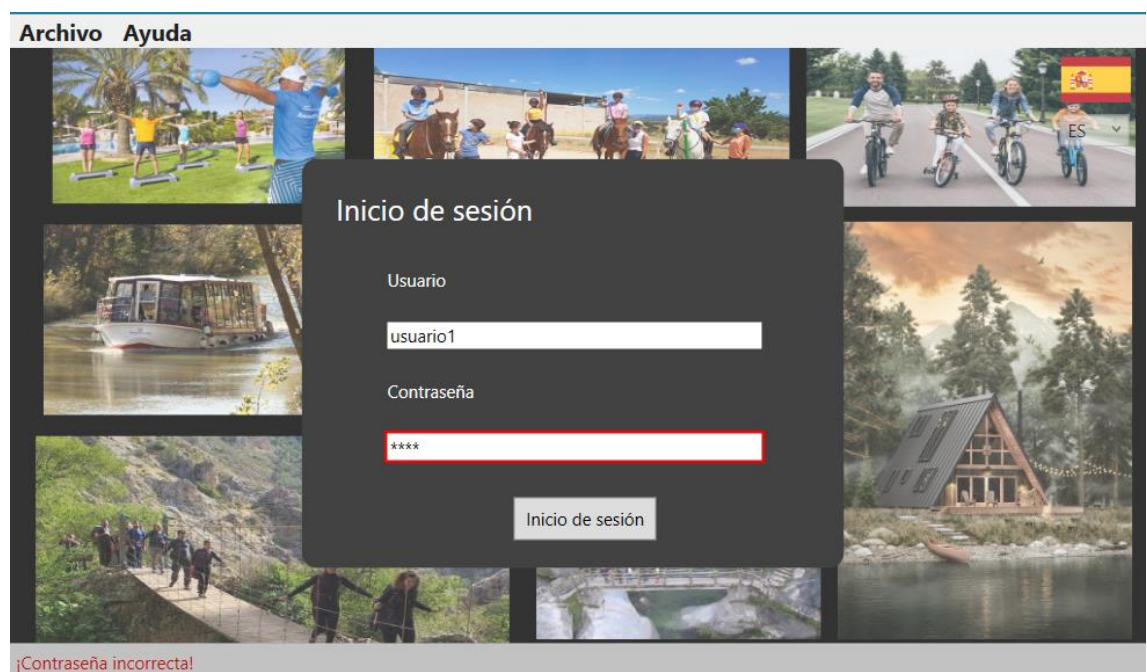 Archivo Ayuda
ES
Inicio de sesión
Usuario
usuario1
Contraseña
****
Inicio de sesión
¡Contraseña incorrecta!